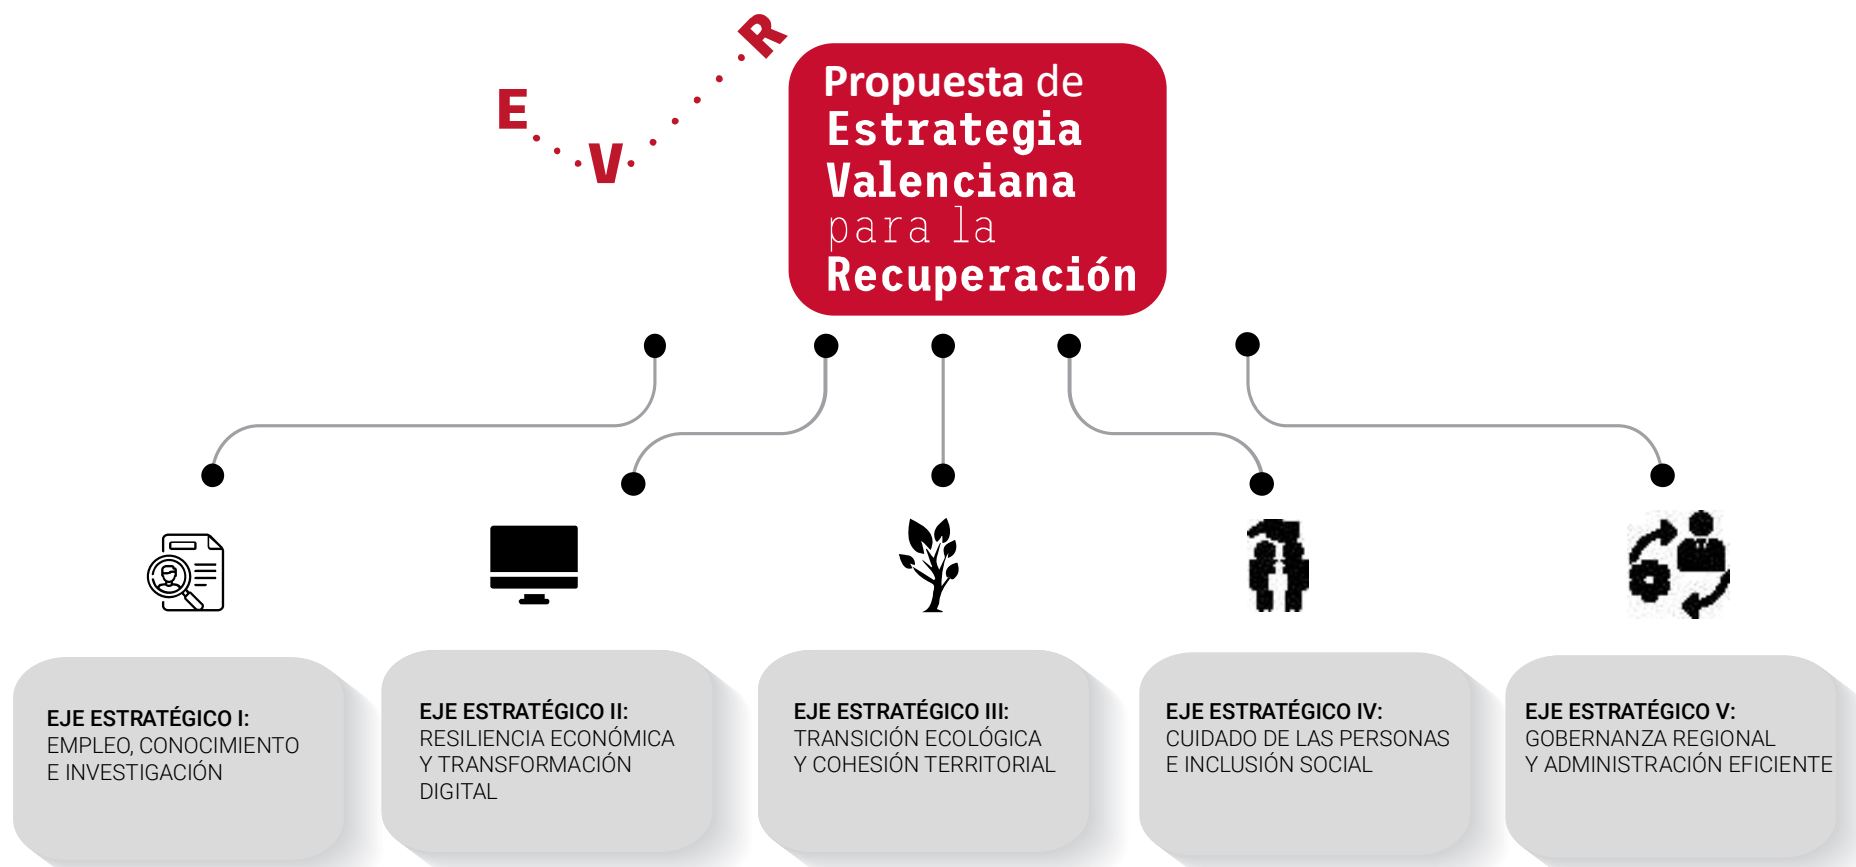 E
V
R
Propuesta de
Estrategia
Valenciana
para la
Recuperación
EJE ESTRATÉGICO I:
EMPLEO, CONOCIMIENTO
E INVESTIGACIÓN
EJE ESTRATÉGICO II:
RESILIENCIA ECONÓMICA
Y TRANSFORMACIÓN
DIGITAL
EJE ESTRATÉGICO III:
TRANSICIÓN ECOLÓGICA
Y COHESIÓN TERRITORIAL
EJE ESTRATÉGICO IV:
CUIDADO DE LAS PERSONAS
E INCLUSIÓN SOCIAL
EJE ESTRATÉGICO V:
GOBERNANZA REGIONAL
Y ADMINISTRACIÓN EFICIENTE